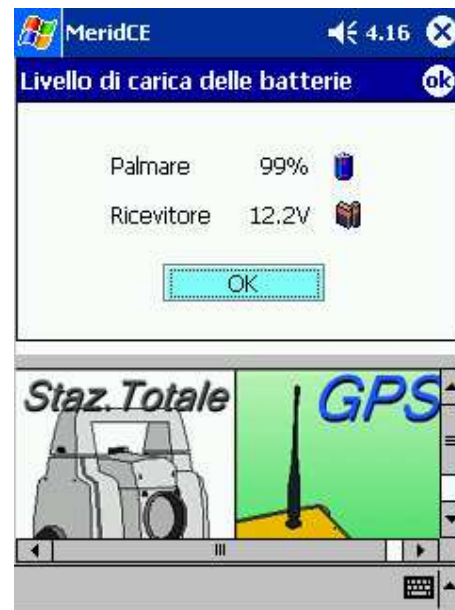 MeridCE 4.16
Livello di carica delle batterie ok
Palmare 99%
Ricevitore 12.2V
OK
Staz. Totale GPS